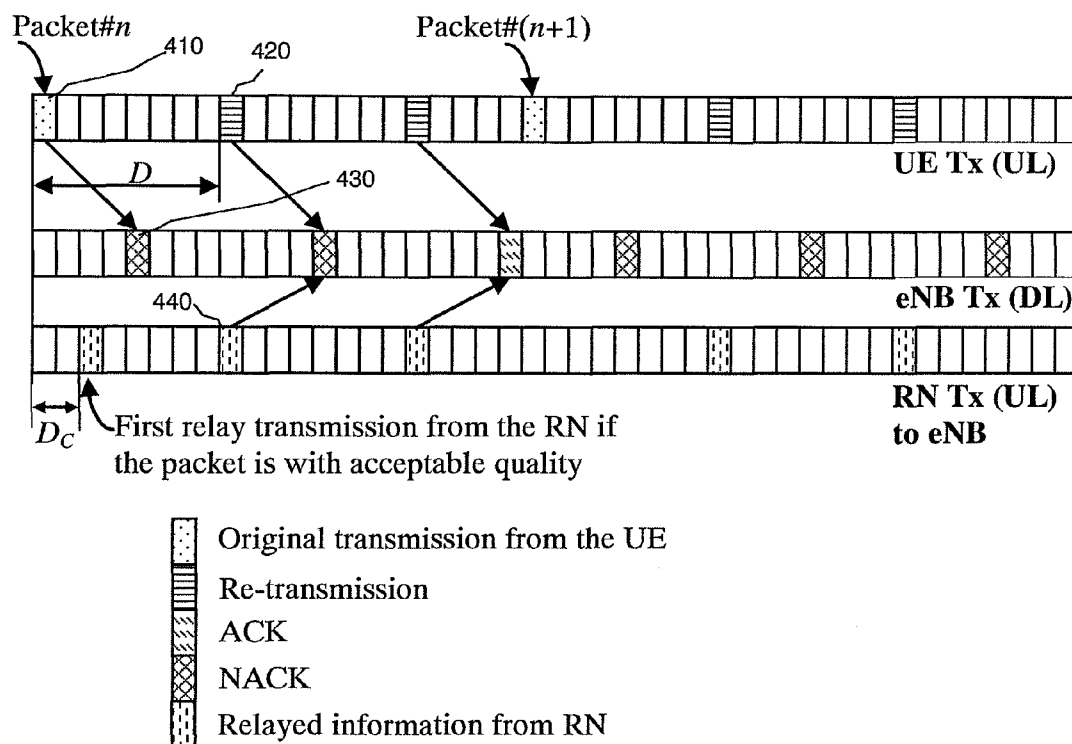 Packet#n
410
420
Packet#(n+1)
UE Tx (UL)
D
430
eNB Tx (DL)
440
RN Tx (UL)
to eNB
D_C
First relay transmission from the RN if
the packet is with acceptable quality
Original transmission from the UE
Re-transmission
ACK
NACK
Relayed information from RN